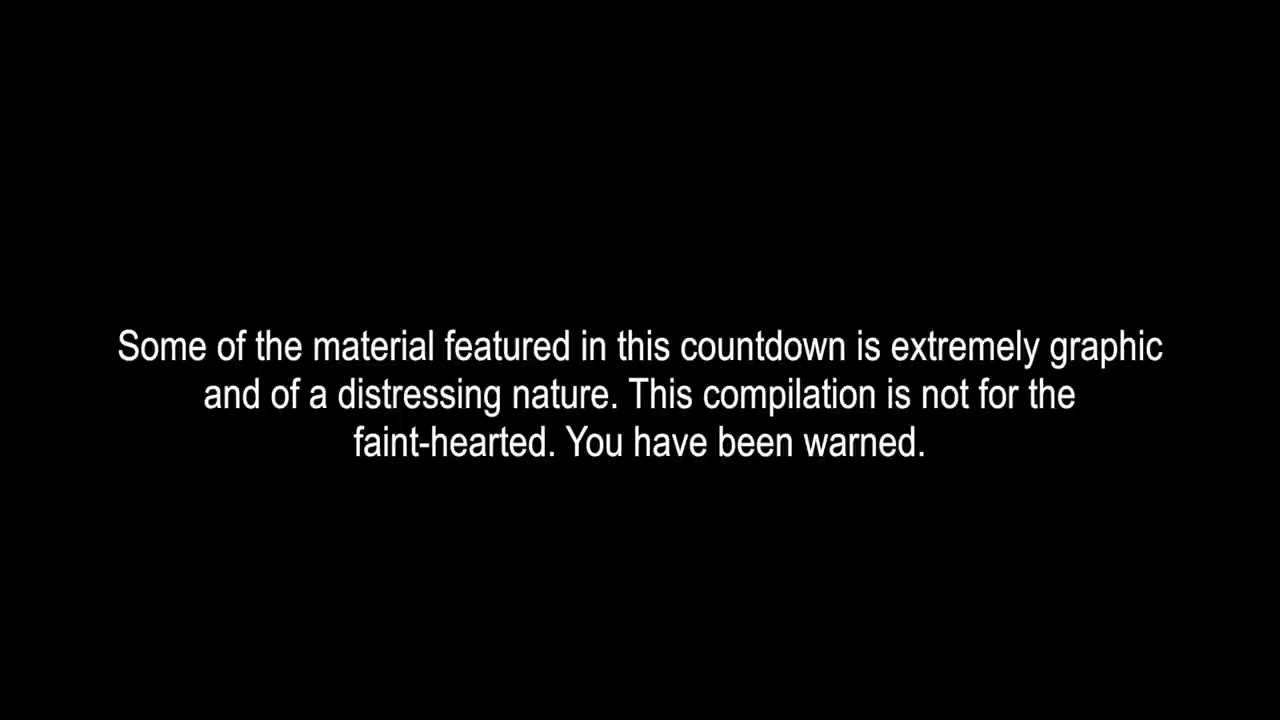 Some of the material featured in this countdown is extremely graphic
and of a distressing nature. This compilation is not for the
faint-hearted. You have been warned.